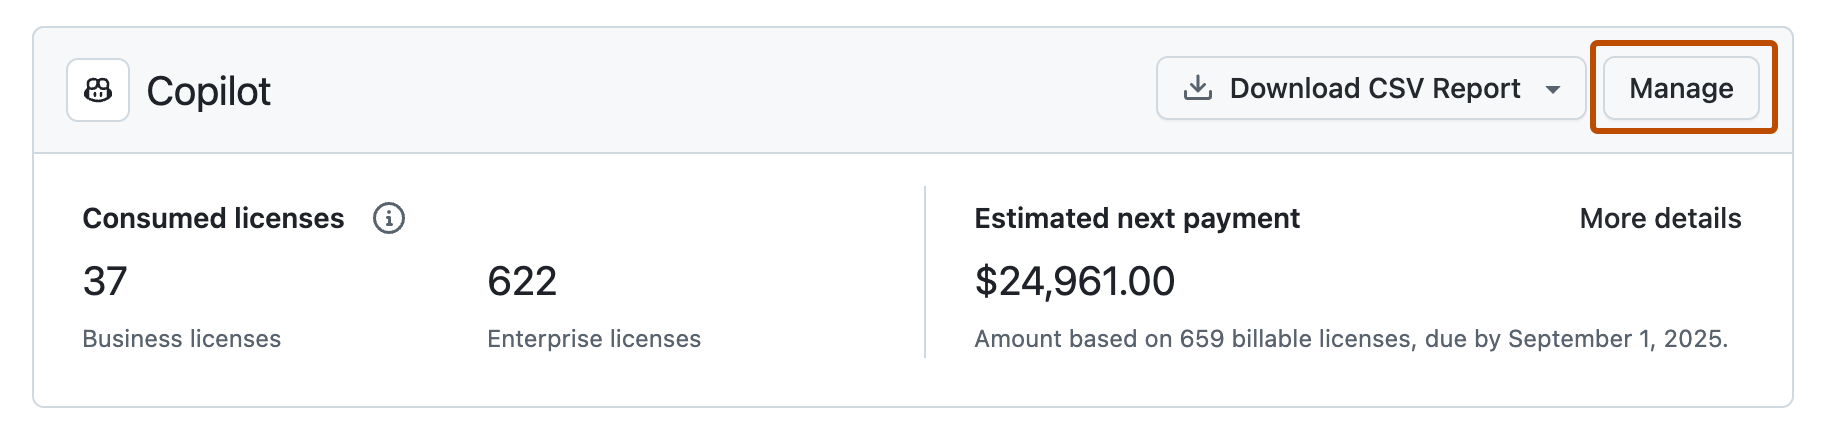 Copilot
Download CSV Report
Manage
Consumed licenses
37
Business licenses
622
Enterprise licenses
Estimated next payment
More details
$24,961.00
Amount based on 659 billable licenses, due by September 1, 2025.